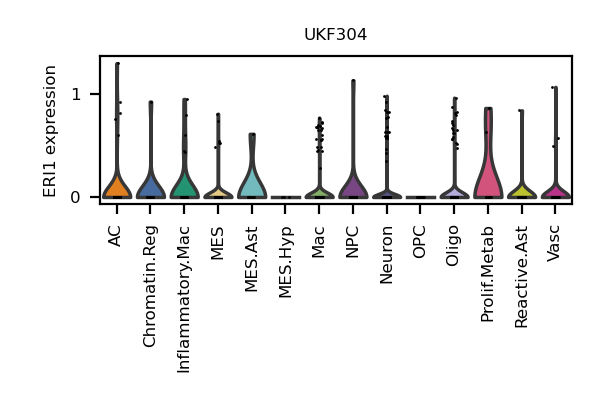 UKF304
ERI1 expression
1
0
AC
Chromatin.Reg
Inflammatory.Mac
MES
MES.Ast
MES.Hyp
Mac
NPC
Neuron
OPC
Oligo
Prolif.Metab
Reactive.Ast
Vasc